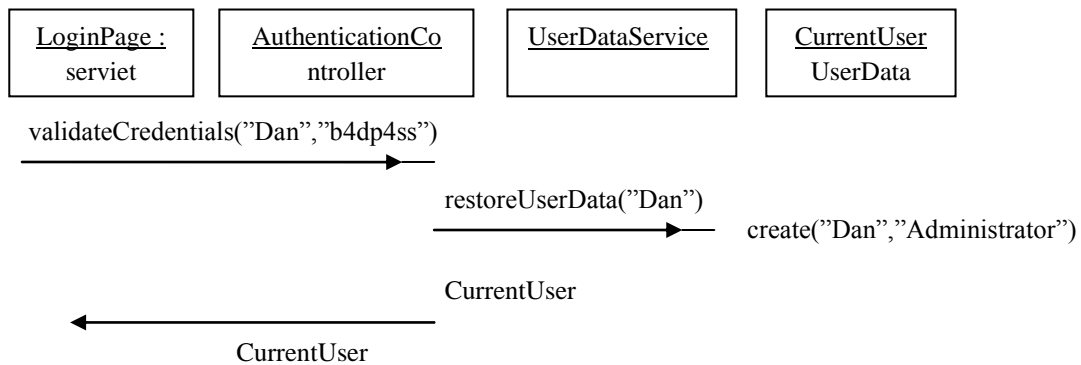 LoginPage :
serviet
AuthenticationCo
ntroller
UserDataService
CurrentUser
UserData
validateCredentials(”Dan”,”b4dp4ss”)
restoreUserData(”Dan”)
create(”Dan”,”Administrator”)
CurrentUser
CurrentUser